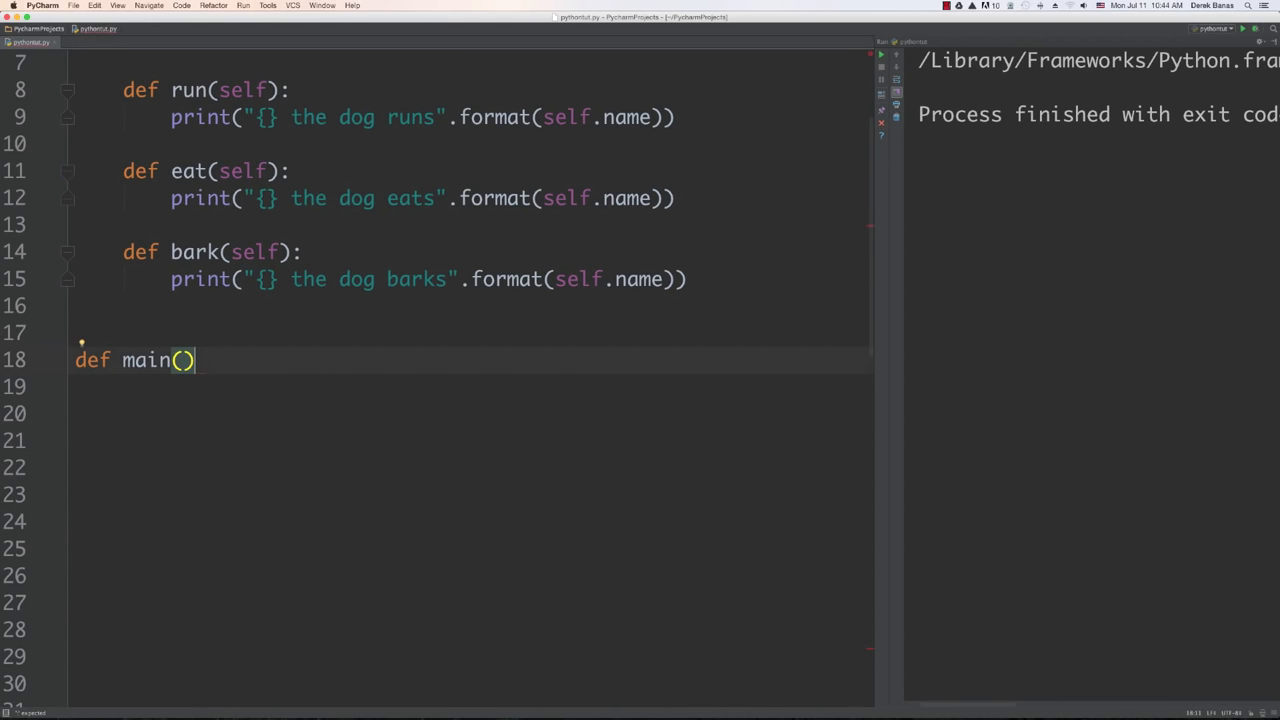 PyCharm File Edit View Navigate Code Refactor Run Tools VCS Window Help
10 Mon Jul 11 10:44 AM Derek Banas
pythontut.py - PycharmProjects - [~/PycharmProjects]
PycharmProjects pythontut.py
pythontut
pythontut.py
Run pythontut
7
8 def run(self):
9 print("{} the dog runs".format(self.name))
10
11 def eat(self):
12 print("{} the dog eats".format(self.name))
13
14 def bark(self):
15 print("{} the dog barks".format(self.name))
16
17
18 def main()
19
20
21
22
23
24
25
26
27
28
29
30
/Library/Frameworks/Python.fra
Process finished with exit cod
':' expected
18:11 LF≑ UTF-8≑